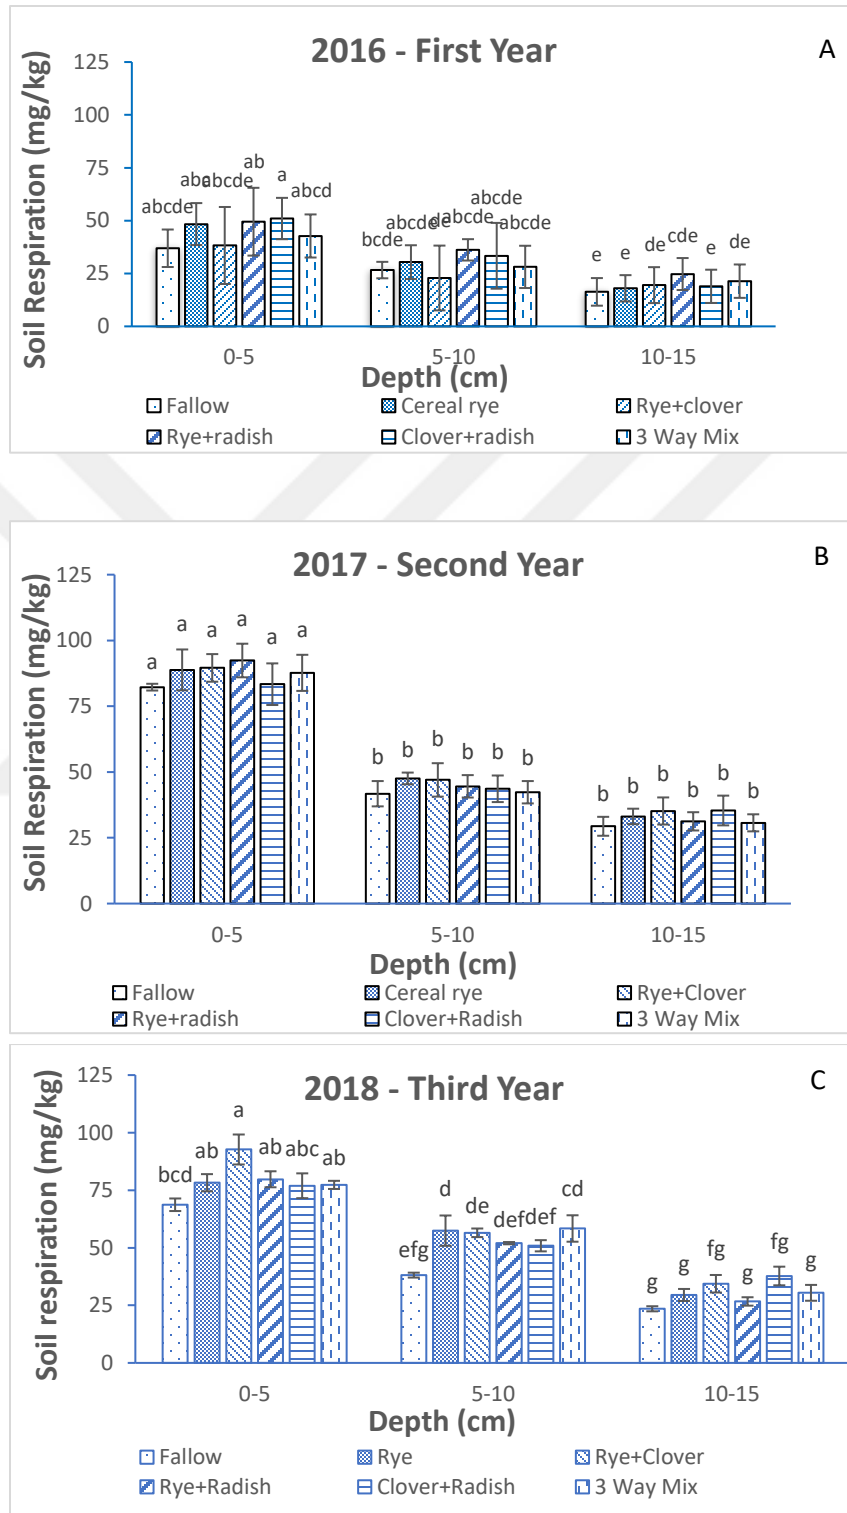 2016 - First Year
A
Soil Respiration (mg/kg)
125
100
75
50
25
0
abcde
abc
abcde
ab
a
abcd
bcde
abcde
de
abcde
abcde
abcde
e
e
de
cde
e
de
0-5
5-10
10-15
Depth (cm)
Fallow
Cereal rye
Rye+clover
Rye+radish
Clover+radish
3 Way Mix
2017 - Second Year
B
Soil Respiration (mg/kg)
125
100
75
50
25
0
a
a
a
a
a
a
b
b
b
b
b
b
b
b
b
b
b
b
0-5
5-10
10-15
Depth (cm)
Fallow
Cereal rye
Rye+Clover
Rye+radish
Clover+Radish
3 Way Mix
2018 - Third Year
C
Soil respiration (mg/kg)
125
100
75
50
25
0
bcd
ab
a
ab
abc
ab
efg
d
de
def
def
cd
g
g
fg
g
fg
g
0-5
5-10
10-15
Depth (cm)
Fallow
Rye
Rye+Clover
Rye+Radish
Clover+Radish
3 Way Mix